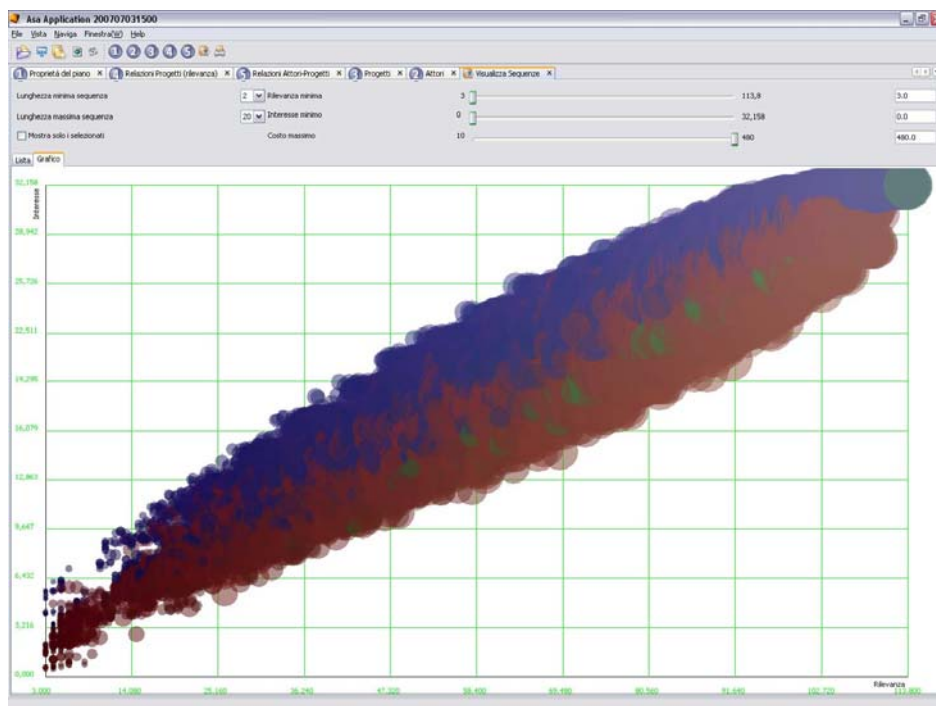 Asa Application 200707031500
File Vista Naviga Finestra(W) Help
1 2 3 4 5
Proprietà del piano Relazioni Progetti (rilevanza) Relazioni Attori-Progetti Progetti Attori Visualizza Sequenze
Lunghezza minima sequenza 2 Rilevanza minima 3 113,8 3.0
Lunghezza massima sequenza 20 Interesse minimo 0 32,158 0.0
Mostra solo i selezionati Costo massimo 10 480 480.0
Lista Grafico
32,158
Interesse
28,942
25,726
22,511
19,295
16,079
12,863
9,647
6,432
3,216
0,000
Rilevanza
3.000 14,080 25,160 36,240 47,320 58,400 69,480 80,560 91,640 102,720 113,800